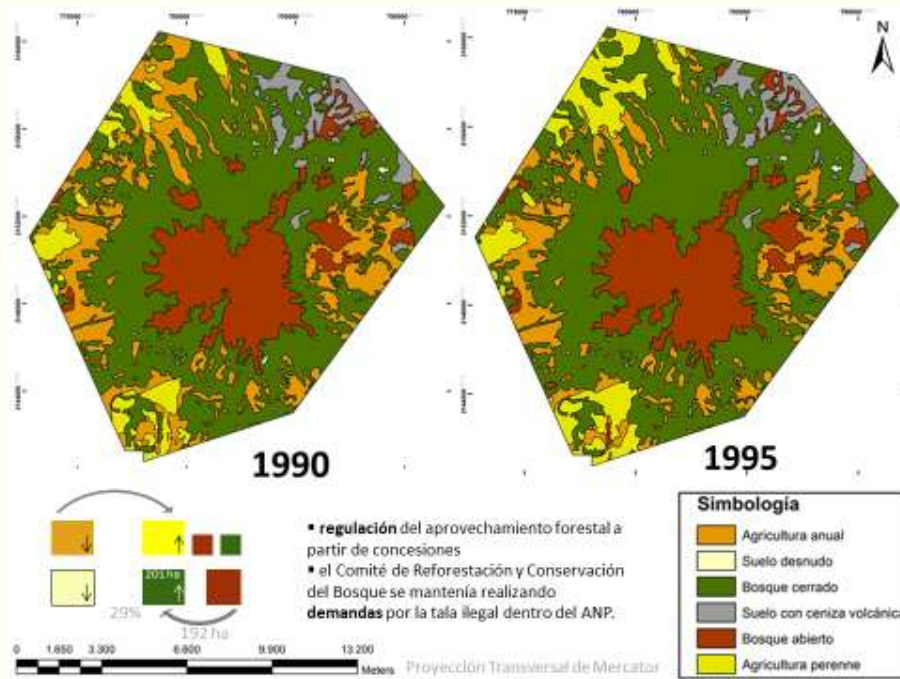 N
1990
1995
201 ha
29%
192 ha
▪ regulación del aprovechamiento forestal a
partir de concesiones
▪ el Comité de Reforestación y Conservación
del Bosque se mantenía realizando
demandas por la tala ilegal dentro del ANP.
Simbología
Agricultura anual
Suelo desnudo
Bosque cerrado
Suelo con ceniza volcánica
Bosque abierto
Agricultura perenne
0 1.650 3.300 6.600 9.900 13.200
Meters
Proyección Transversal de Mercator